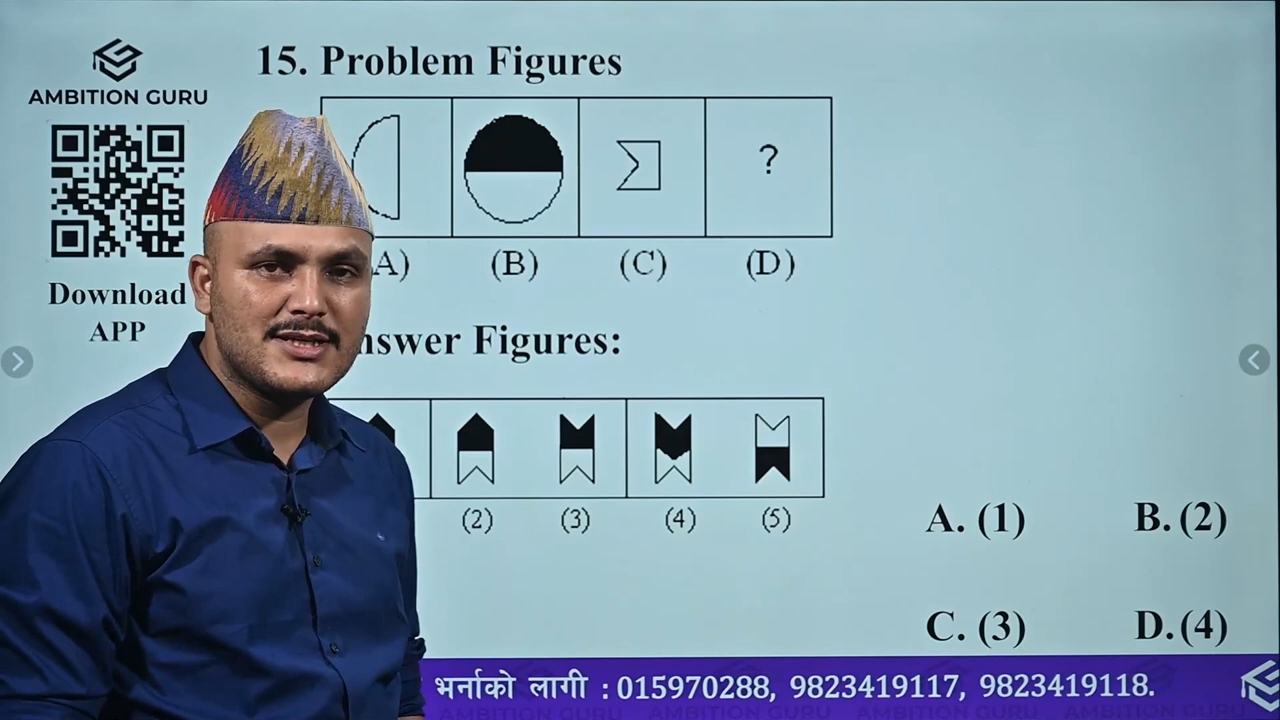 AMBITION GURU
Download
APP
15. Problem Figures
?
A)
(B)
(C)
(D)
nswer Figures:
(2)
(3)
(4)
(5)
A. (1)
B. (2)
C. (3)
D. (4)
भर्नाको लागी : 015970288, 9823419117, 9823419118.